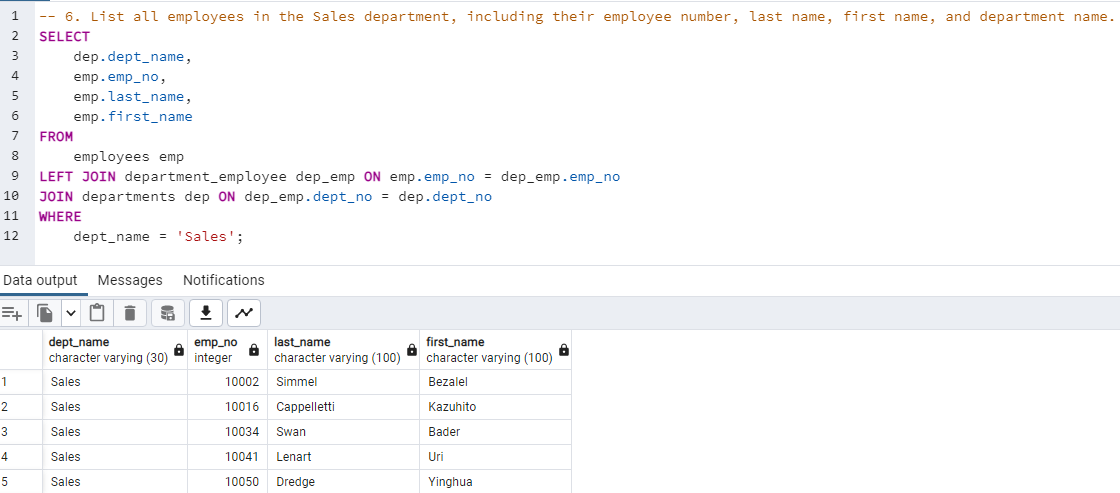 1 -- 6. List all employees in the Sales department, including their employee number, last name, first name, and department name.
2 SELECT
3 dep.dept_name,
4 emp.emp_no,
5 emp.last_name,
6 emp.first_name
7 FROM
8 employees emp
9 LEFT JOIN department_employee dep_emp ON emp.emp_no = dep_emp.emp_no
10 JOIN departments dep ON dep_emp.dept_no = dep.dept_no
11 WHERE
12 dept_name = 'Sales';
Data output Messages Notifications
dept_name emp_no last_name first_name
character varying (30) integer character varying (100) character varying (100)
1 Sales 10002 Simmel Bezalel
2 Sales 10016 Cappelletti Kazuhito
3 Sales 10034 Swan Bader
4 Sales 10041 Lenart Uri
5 Sales 10050 Dredge Yinghua